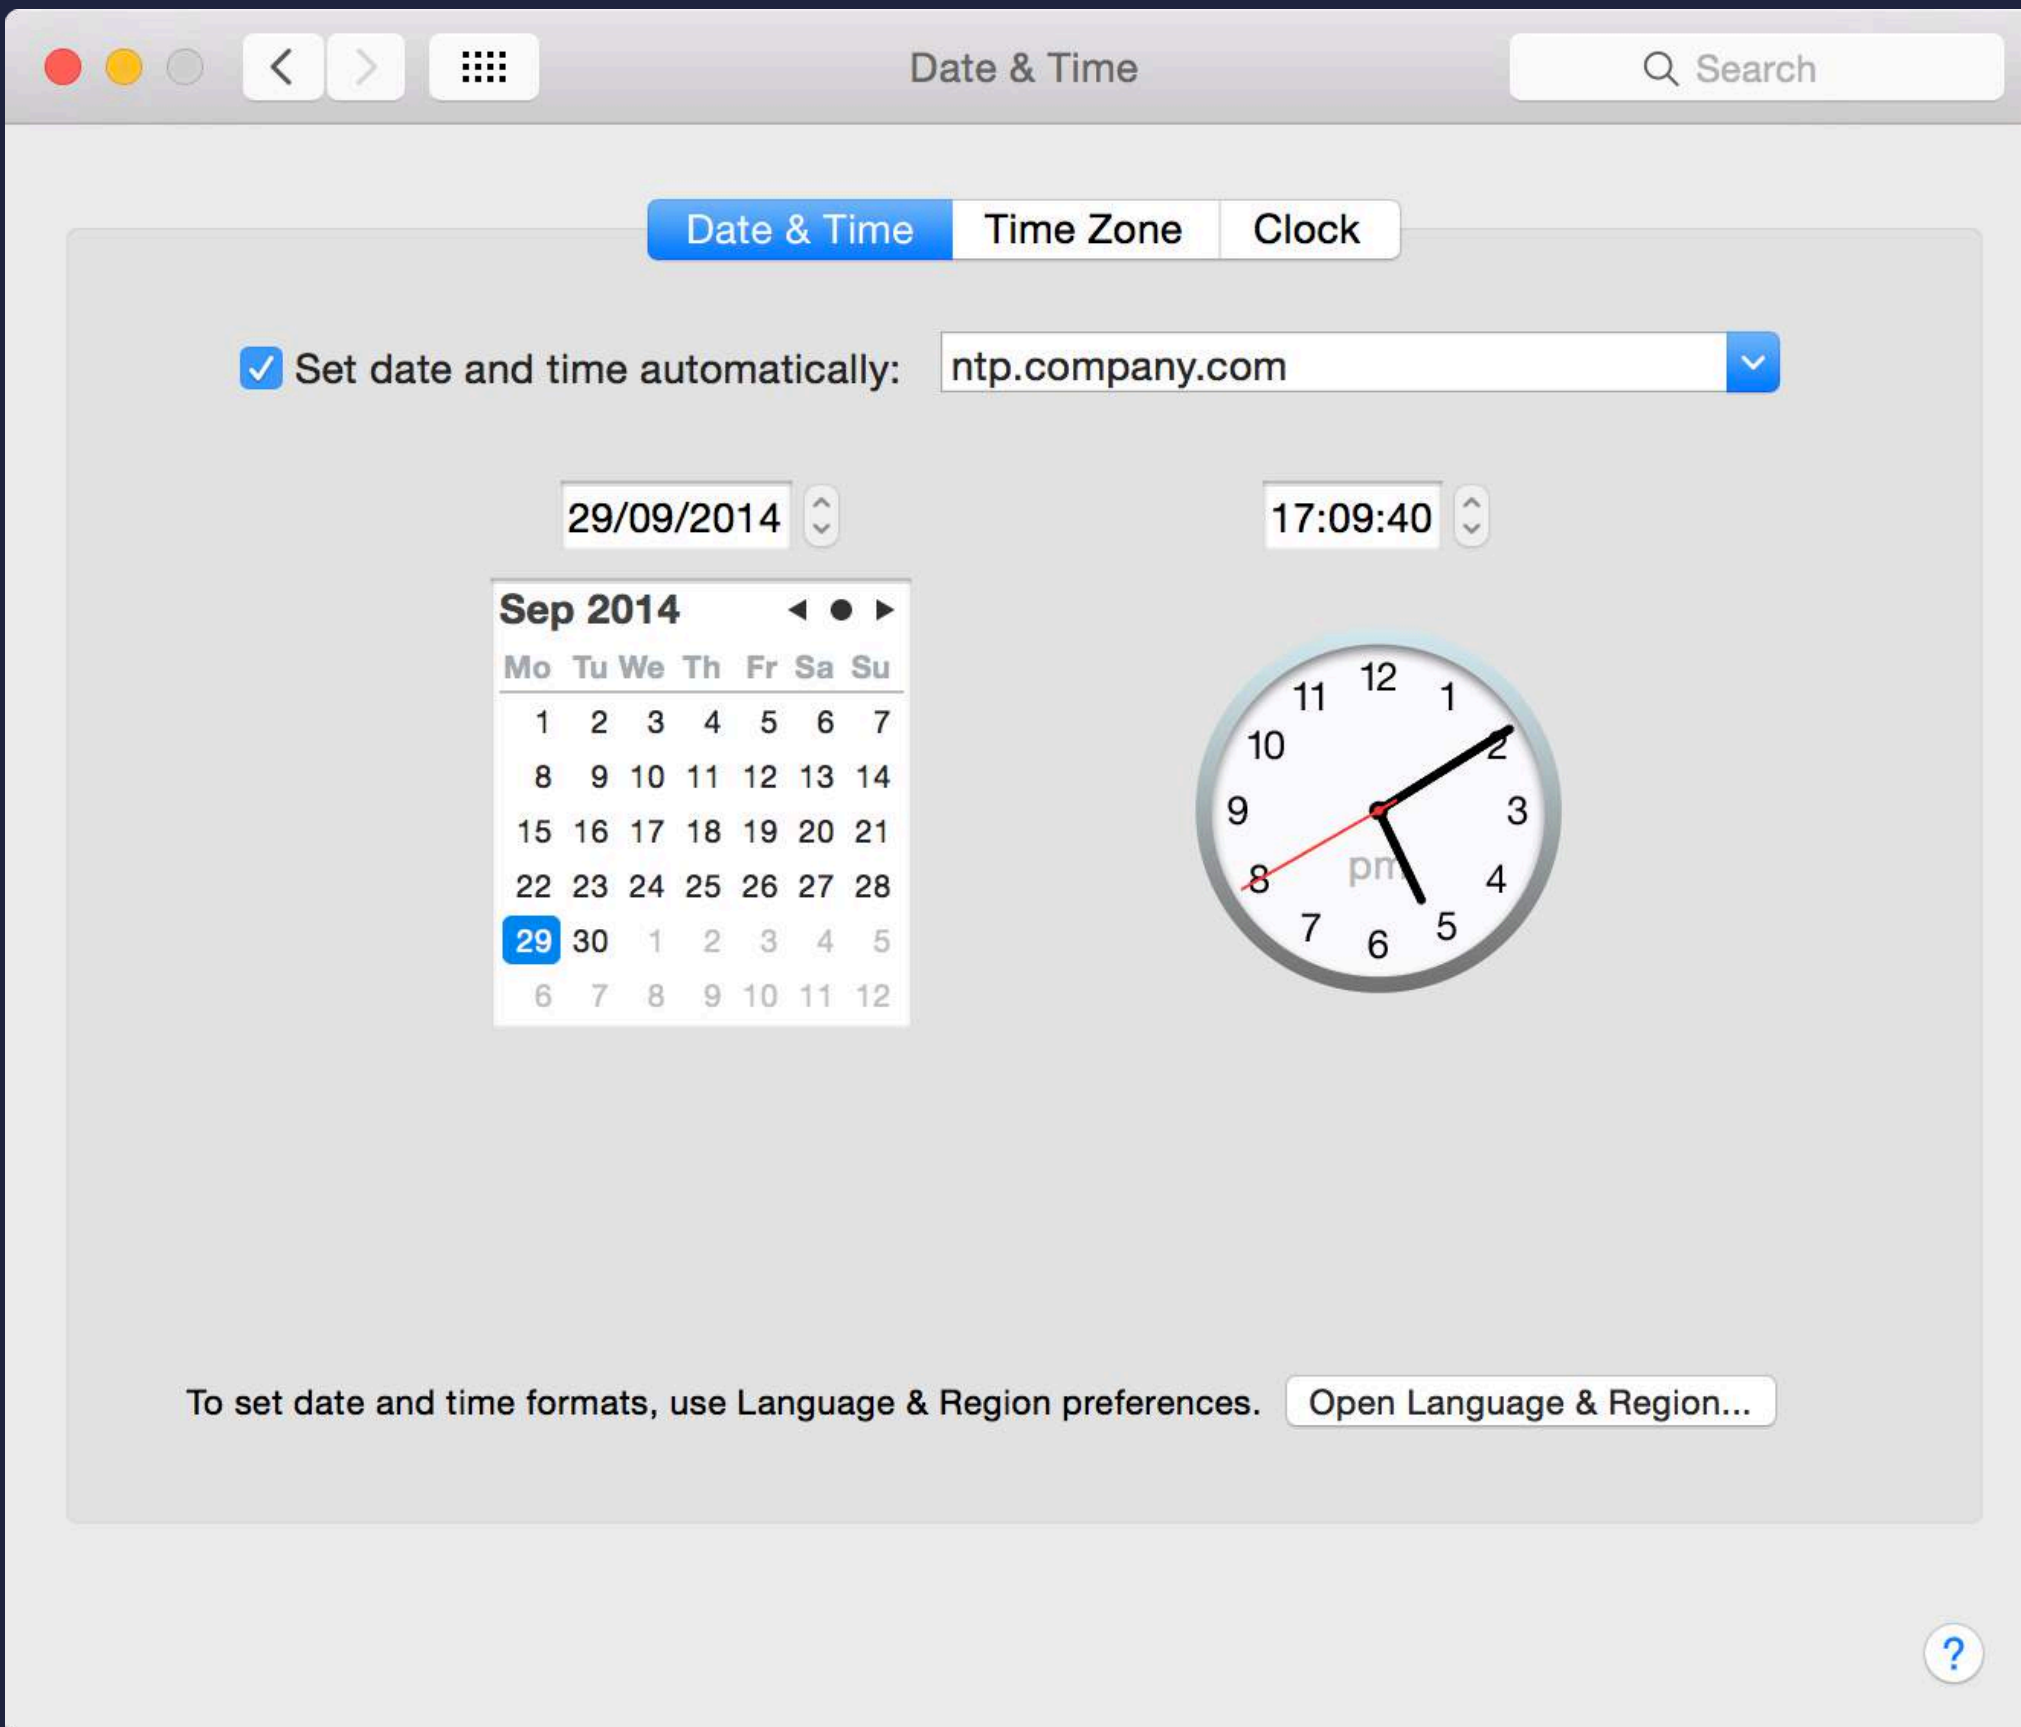 Date & Time
Search
Date & Time Time Zone Clock
Set date and time automatically: ntp.company.com
29/09/2014 17:09:40
Sep 2014
Mo Tu We Th Fr Sa Su
1 2 3 4 5 6 7
8 9 10 11 12 13 14
15 16 17 18 19 20 21
22 23 24 25 26 27 28
29 30 1 2 3 4 5
6 7 8 9 10 11 12
12
11 1
10 2
9 3
pm
8 4
7 5
6
To set date and time formats, use Language & Region preferences. Open Language & Region...
?